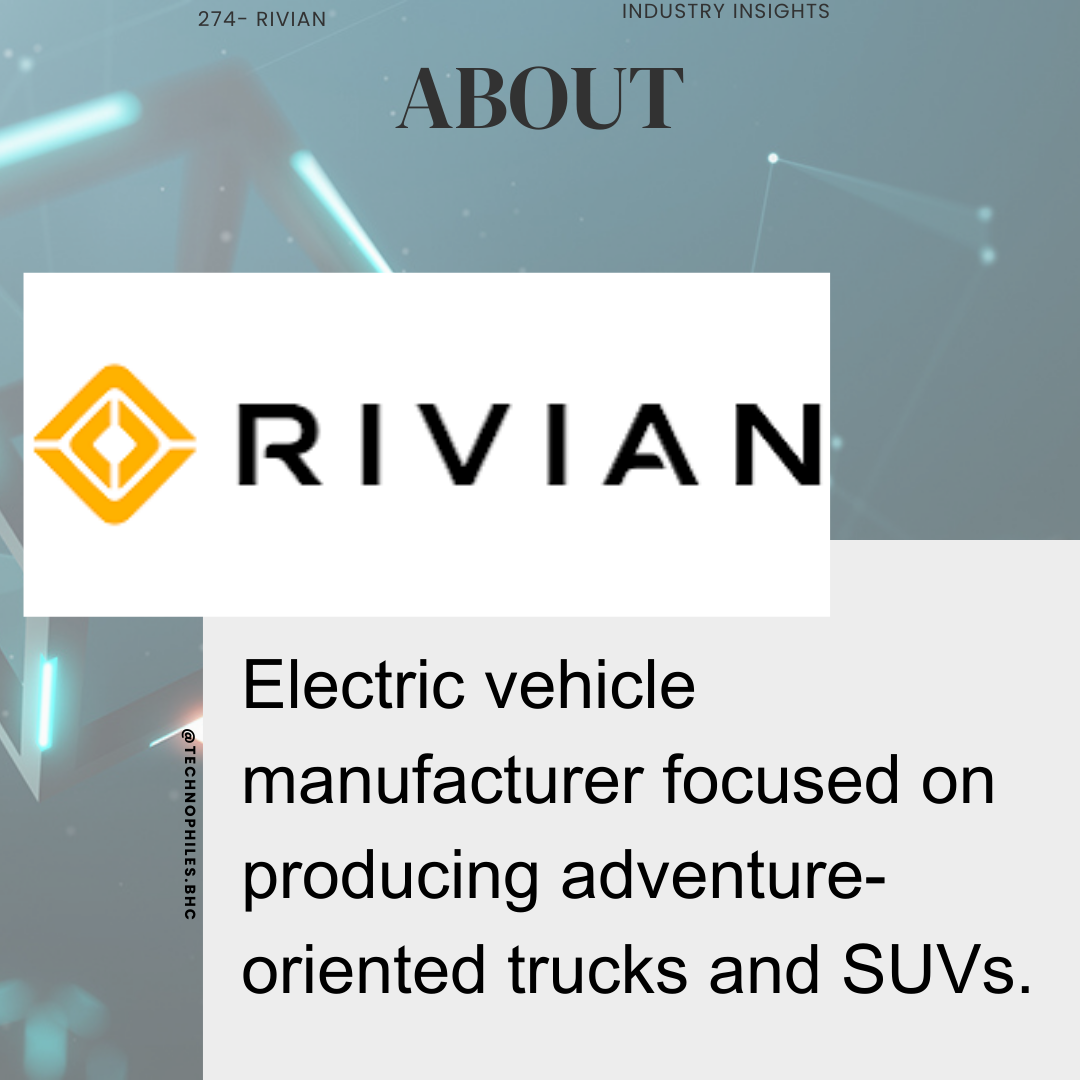 274- RIVIAN
INDUSTRY INSIGHTS
ABOUT
RIVIAN
Electric vehicle
manufacturer focused on
producing adventure-
oriented trucks and SUVs.
@TECHNOPHILES.BHC